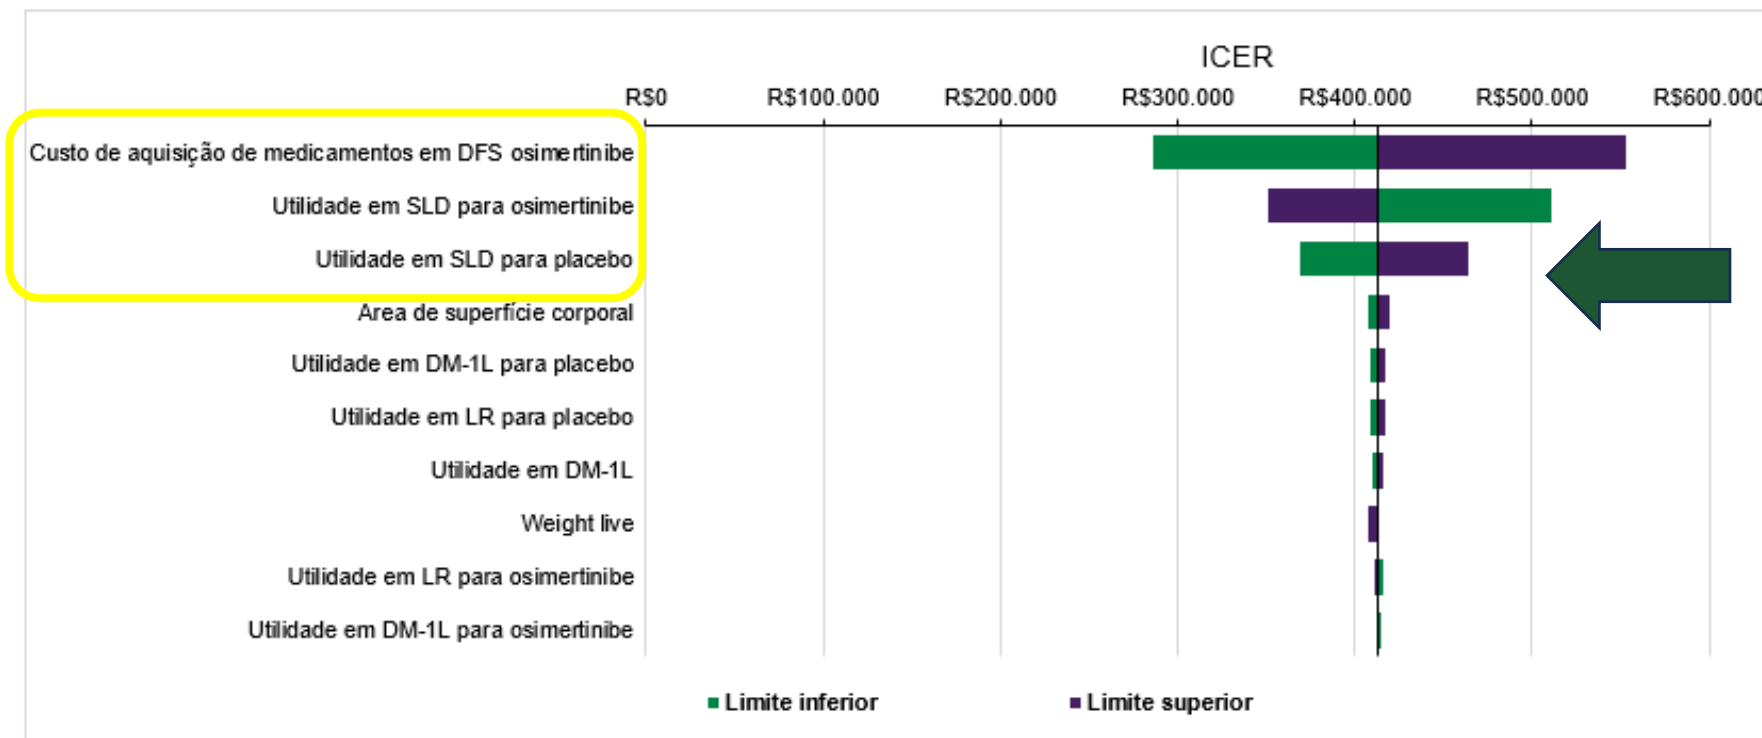 ICER
R$0 R$100.000 R$200.000 R$300.000 R$400.000 R$500.000 R$600.000
Custo de aquisição de medicamentos em DFS osimertinibe
Utilidade em SLD para osimertinibe
Utilidade em SLD para placebo
Area de superfície corporal
Utilidade em DM-1L para placebo
Utilidade em LR para placebo
Utilidade em DM-1L
Weight live
Utilidade em LR para osimertinibe
Utilidade em DM-1L para osimertinibe
Limite inferior Limite superior